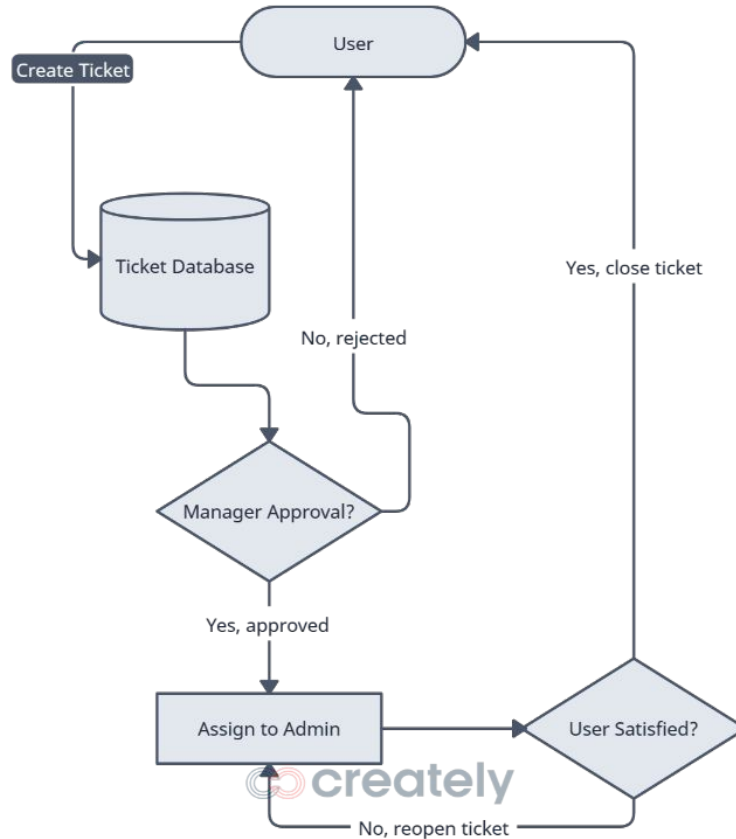 User
Create Ticket
Ticket Database
Yes, close ticket
No, rejected
Manager Approval?
Yes, approved
Assign to Admin
User Satisfied?
creately
No, reopen ticket